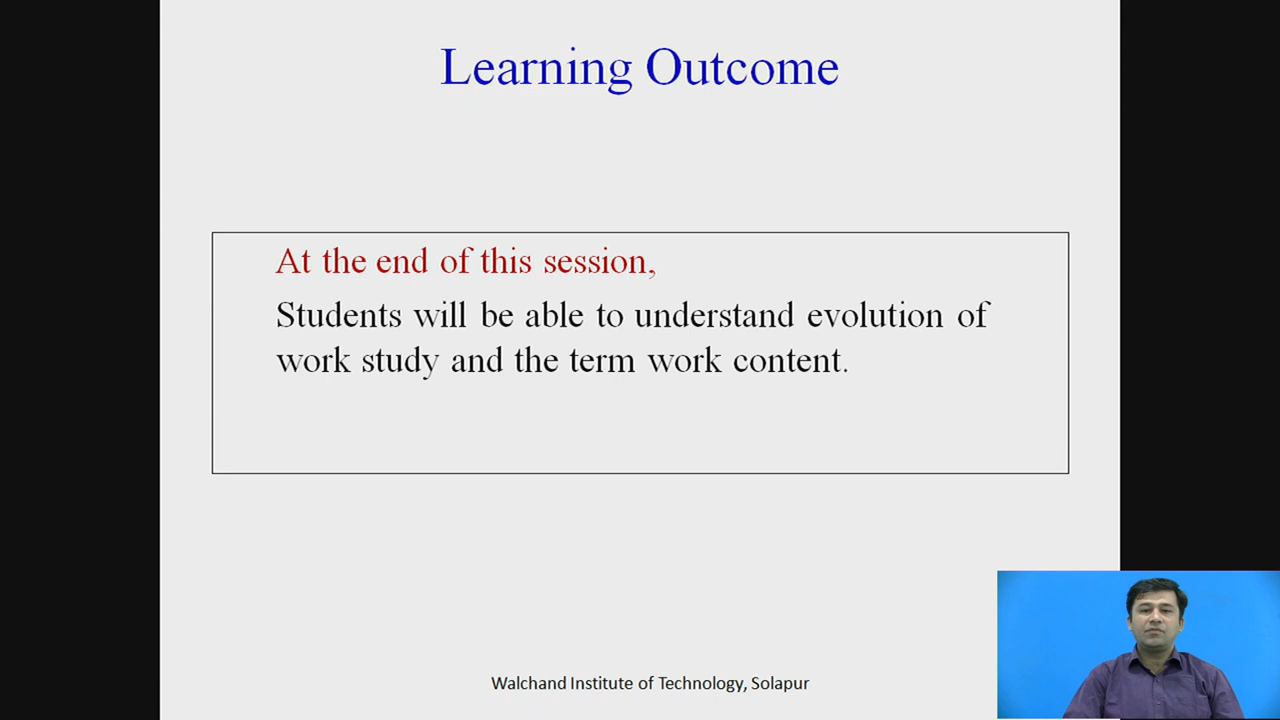 Learning Outcome
At the end of this session,
Students will be able to understand evolution of
work study and the term work content.
Walchand Institute of Technology, Solapur